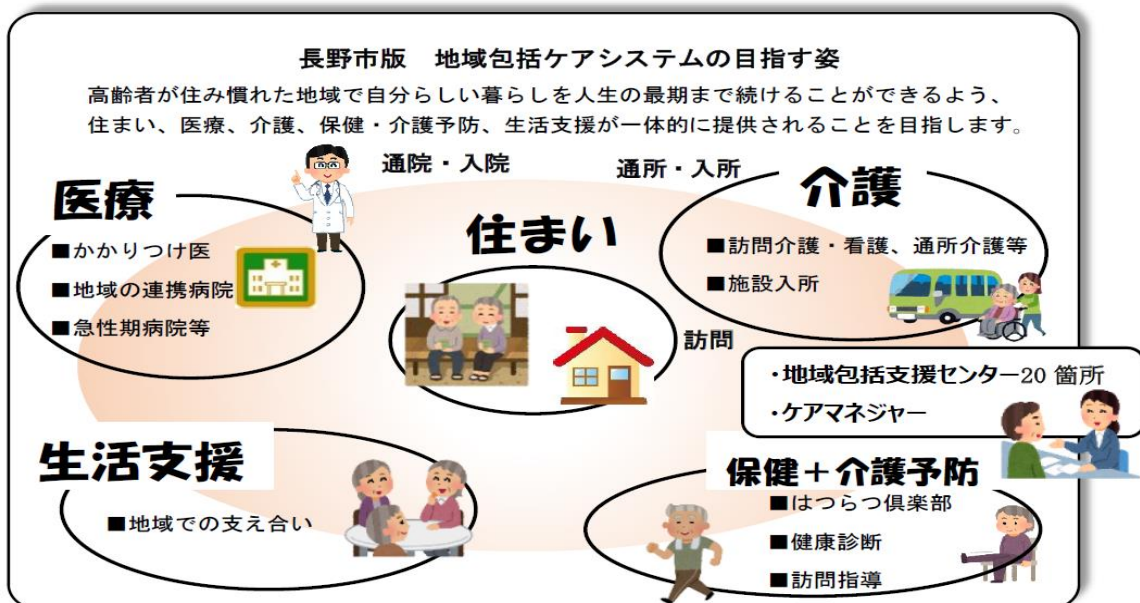 長野市版　地域包括ケアシステムの目指す姿
高齢者が住み慣れた地域で自分らしい暮らしを人生の最期まで続けることができるよう、
住まい、医療、介護、保健・介護予防、生活支援が一体的に提供されることを目指します。
通院・入院
通所・入所
医療
■かかりつけ医
■地域の連携病院
■急性期病院等
住まい
訪問
介護
■訪問介護・看護、通所介護等
■施設入所
・地域包括支援センター20 箇所
・ケアマネジャー
生活支援
■地域での支え合い
保健＋介護予防
■はつらつ倶楽部
■健康診断
■訪問指導